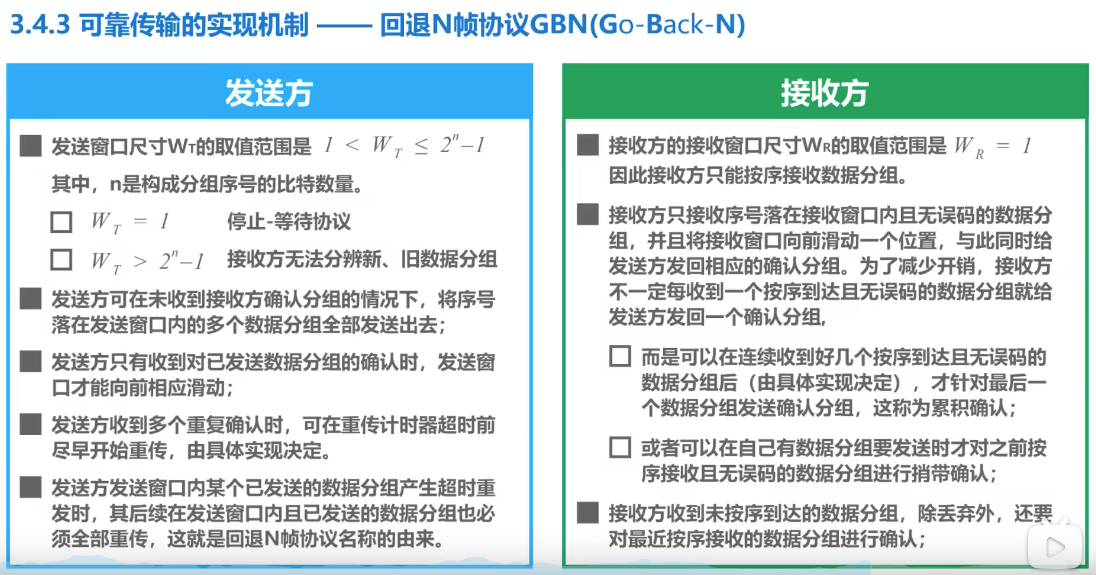 3.4.3 可靠传输的实现机制 —— 回退N帧协议GBN(Go-Back-N)
发送方
发送窗口尺寸WT的取值范围是 1 < WT ≤ 2ⁿ–1
其中，n是构成分组序号的比特数量。
WT = 1 停止-等待协议
WT > 2ⁿ–1 接收方无法分辨新、旧数据分组
发送方可在未收到接收方确认分组的情况下，将序号
落在发送窗口内的多个数据分组全部发送出去；
发送方只有收到对已发送数据分组的确认时，发送窗
口才能向前相应滑动；
发送方收到多个重复确认时，可在重传计时器超时前
尽早开始重传，由具体实现决定。
发送方发送窗口内某个已发送的数据分组产生超时重
发时，其后续在发送窗口内且已发送的数据分组也必
须全部重传，这就是回退N帧协议名称的由来。
接收方
接收方的接收窗口尺寸WR的取值范围是 WR = 1
因此接收方只能按序接收数据分组。
接收方只接收序号落在接收窗口内且无误码的数据分
组，并且将接收窗口向前滑动一个位置，与此同时给
发送方发回相应的确认分组。为了减少开销，接收方
不一定每收到一个按序到达且无误码的数据分组就给
发送方发回一个确认分组,
而是可以在连续收到好几个按序到达且无误码的
数据分组后（由具体实现决定），才针对最后一
个数据分组发送确认分组，这称为累积确认；
或者可以在自己有数据分组要发送时才对之前按
序接收且无误码的数据分组进行捎带确认；
接收方收到未按序到达的数据分组，除丢弃外，还要
对最近按序接收的数据分组进行确认；